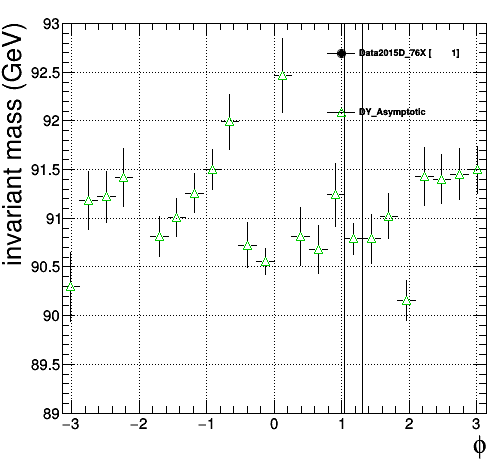 invariant mass (GeV)
93
92.5
92
91.5
91
90.5
90
89.5
89
Data2015D_76X [ 1]
DY_Asymptotic
−3 −2 −1 0 1 2 3
ϕ